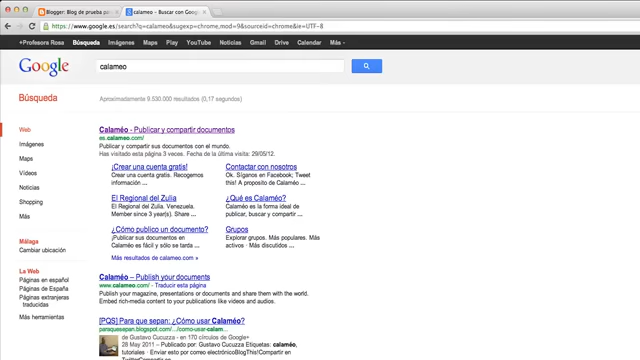 Blogger: Blog de prueba pa
calameo – Buscar con Goog
https://www.google.es/search?q=calameo&sugexp=chrome,mod=9&sourceid=chrome&ie=UTF-8
+Profesora Rosa Búsqueda Imágenes Maps Play YouTube Noticias Gmail Drive Calendar Más
Google calameo
Búsqueda Aproximadamente 9.530.000 resultados (0,17 segundos)
Web
Imágenes
Maps
Vídeos
Noticias
Shopping
Más
Málaga
Cambiar ubicación
La Web
Páginas en español
Páginas de España
Páginas extranjeras
traducidas
Más herramientas
Calaméo - Publicar y compartir documentos
es.calameo.com/
Publicar y compartir sus documentos con el mundo.
Has visitado esta página 3 veces. Fecha de la última visita: 29/05/12.
¡Crear una cuenta gratis!
Crear una cuenta gratis. Recogemos
información ...
Contactar con nosotros
Ok. Síganos en Facebook; Tweet
this! A proposito de Calaméo ...
El Regional del Zulia
El Regional del Zulia. Venezuela.
Member since 3 year(s). Share ...
¿Qué es Calaméo?
Calaméo es la forma ideal de
publicar, buscar y compartir ...
¿Cómo publico un documento?
¡Publicar sus documentos en
Calaméo es fácil y sólo se tarda ...
Grupos
Explorar grupos. Más populares. Más
activos · Más discutidos ...
Más resultados de calameo.com »
Calaméo – Publish your documents
www.calameo.com/ - Traducir esta página
Publish your magazine, presentations or documents and share them with the world.
Embed rich-media content to your publications like videos and audios.
[PQS] Para que sepan: ¿Cómo usar Calaméo?
paraquesepan.blogspot.com/.../como-usar-calam...
de Gustavo Cucuzza - en 170 círculos de Google+
28 May 2011 – Publicado por: Gustavo Cucuzza Etiquetas: calaméo,
tutoriales · Enviar esto por correo electrónicoBlogThis!Compartir en